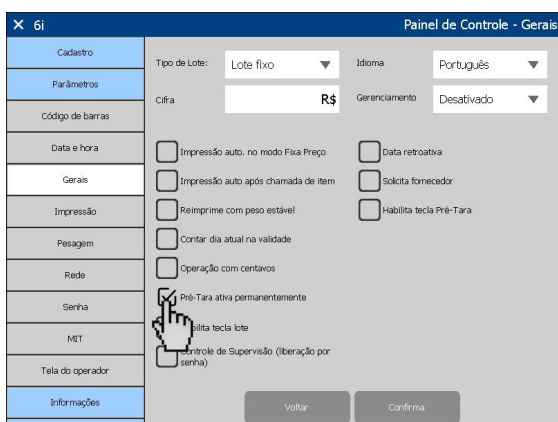 6i
Painel de Controle - Gerais
Cadastro
Parâmetros
Código de barras
Data e hora
Gerais
Impressão
Pesagem
Rede
Senha
MIT
Tela do operador
Informações
Tipo de Lote: Lote fixo
Idioma Português
Cifra R$
Gerenciamento Desativado
Impressão auto. no modo Fixa Preço
Impressão auto após chamada de item
Reimprime com peso estável
Contar dia atual na validade
Operação com centavos
Pré-Tara ativa permanentemente
tecla lote
Controle de Supervisão (liberação por
senha)
Data retroativa
Solicita fornecedor
Habilita tecla Pré-Tara
Voltar
Confirma